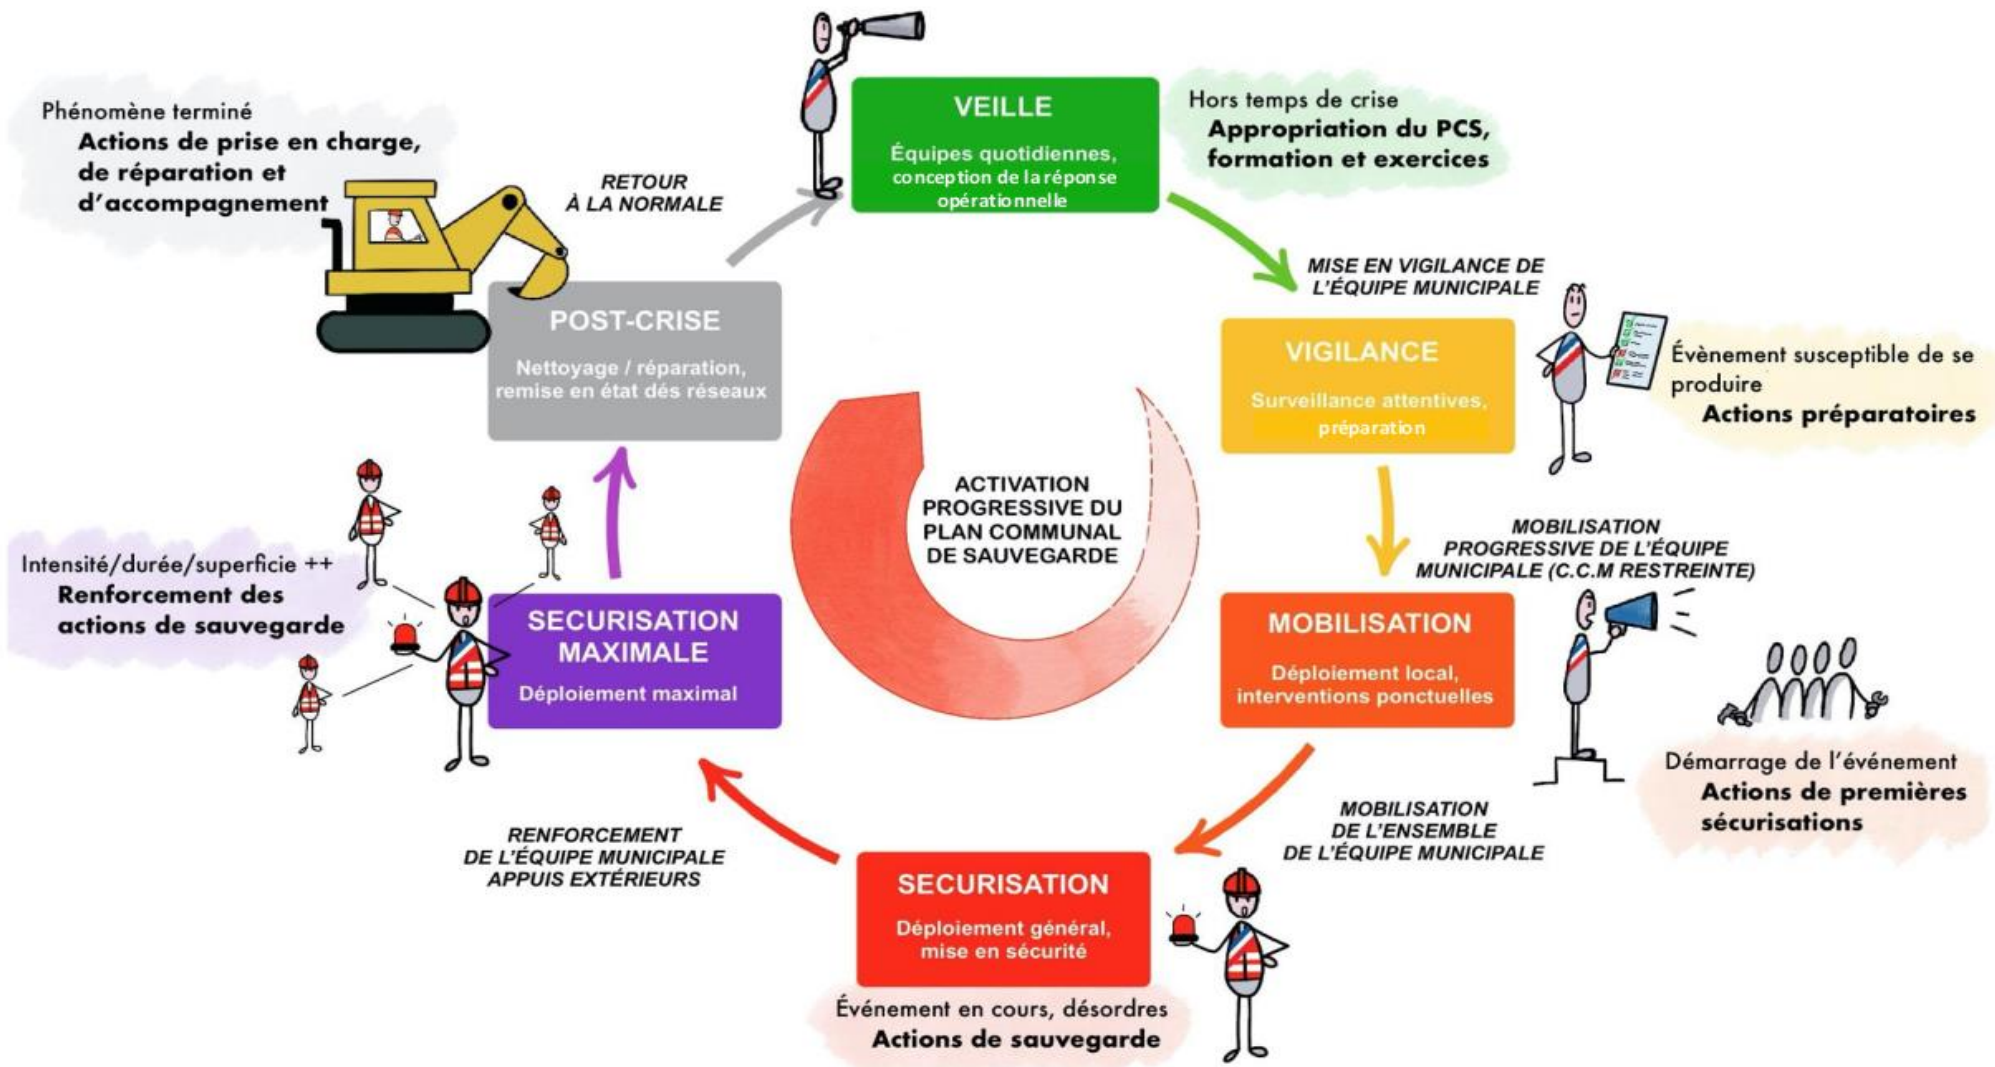 VEILLE
Équipes quotidiennes,
conception de la réponse
opérationnelle
Hors temps de crise
Appropriation du PCS,
formation et exercices
MISE EN VIGILANCE DE
L'ÉQUIPE MUNICIPALE
VIGILANCE
Surveillance attentives,
préparation
Évènement susceptible de se
produire
Actions préparatoires
MOBILISATION
PROGRESSIVE DE L'ÉQUIPE
MUNICIPALE (C.C.M RESTREINTE)
MOBILISATION
Déploiement local,
interventions ponctuelles
Démarrage de l'événement
Actions de premières
sécurisations
MOBILISATION
DE L'ENSEMBLE
DE L'ÉQUIPE MUNICIPALE
SECURISATION
Déploiement général,
mise en sécurité
Événement en cours, désordres
Actions de sauvegarde
RENFORCEMENT
DE L'ÉQUIPE MUNICIPALE
APPUIS EXTÉRIEURS
SECURISATION
MAXIMALE
Déploiement maximal
Intensité/durée/superficie ++
Renforcement des
actions de sauvegarde
POST-CRISE
Nettoyage / réparation,
remise en état dés réseaux
Phénomène terminé
Actions de prise en charge,
de réparation et
d'accompagnement
RETOUR
À LA NORMALE
ACTIVATION
PROGRESSIVE DU
PLAN COMMUNAL
DE SAUVEGARDE